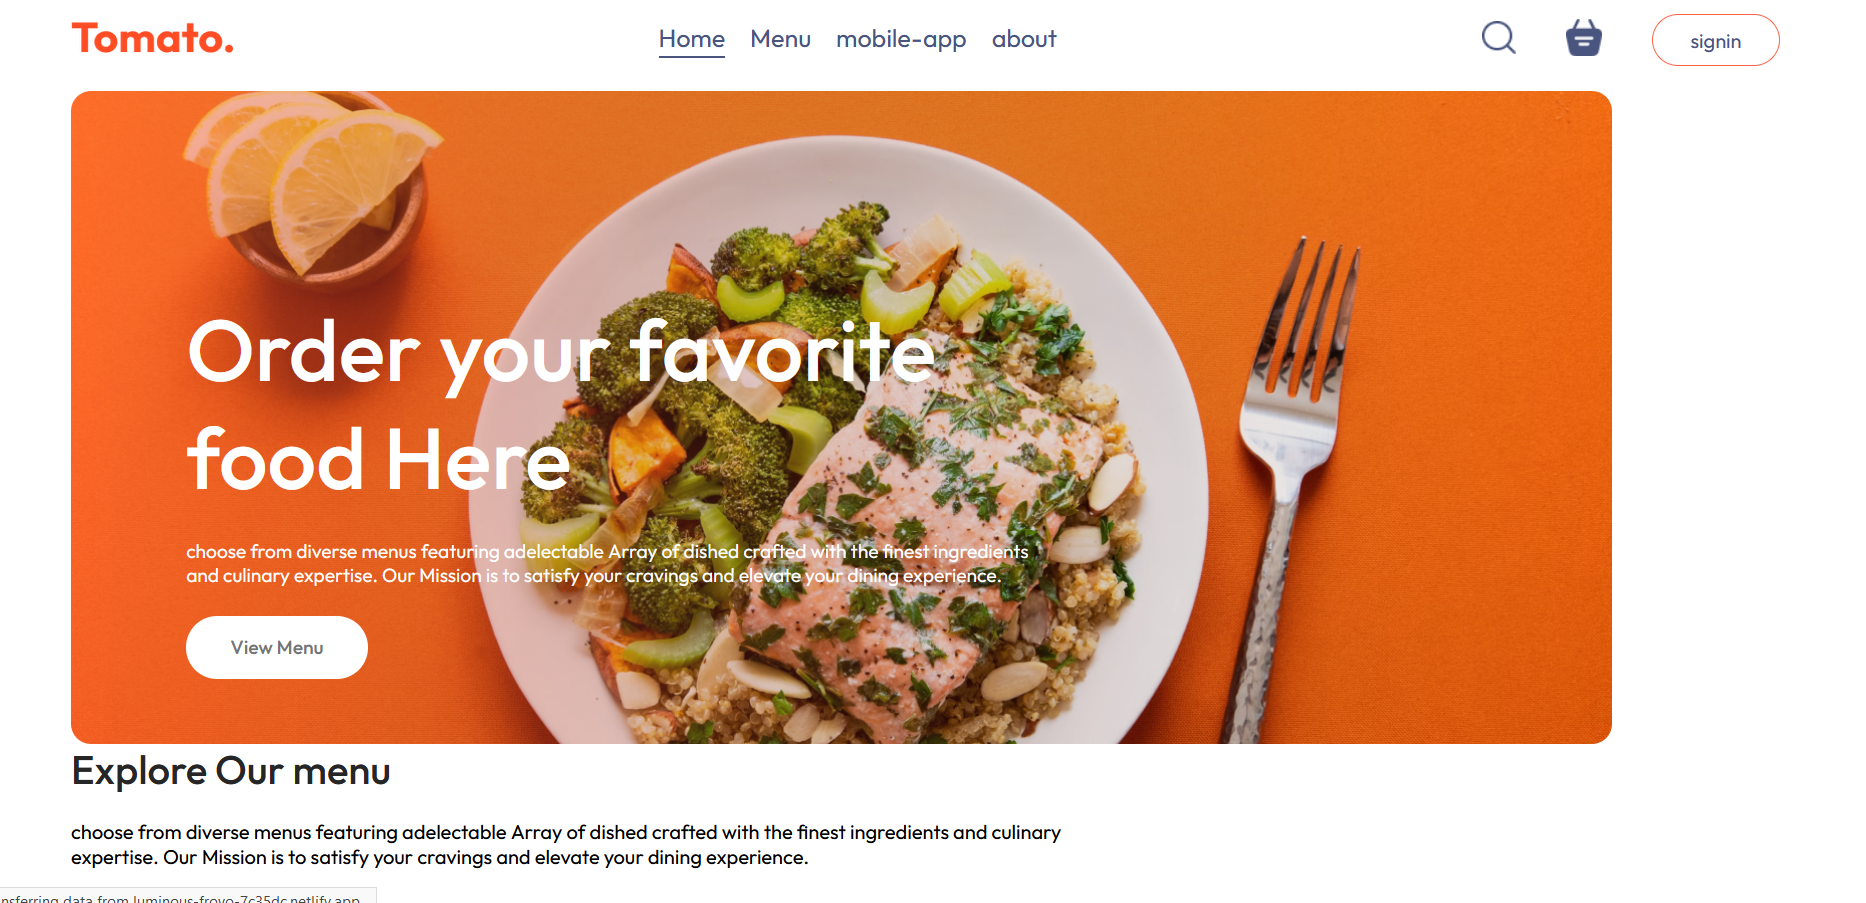 Tomato.
Home Menu mobile-app about
signin
Order your favorite
food Here
choose from diverse menus featuring adelectable Array of dished crafted with the finest ingredients
and culinary expertise. Our Mission is to satisfy your cravings and elevate your dining experience.
View Menu
Explore Our menu
choose from diverse menus featuring adelectable Array of dished crafted with the finest ingredients and culinary
expertise. Our Mission is to satisfy your cravings and elevate your dining experience.
nsferring data from luminous-froyo-7c35dc.netlify.app